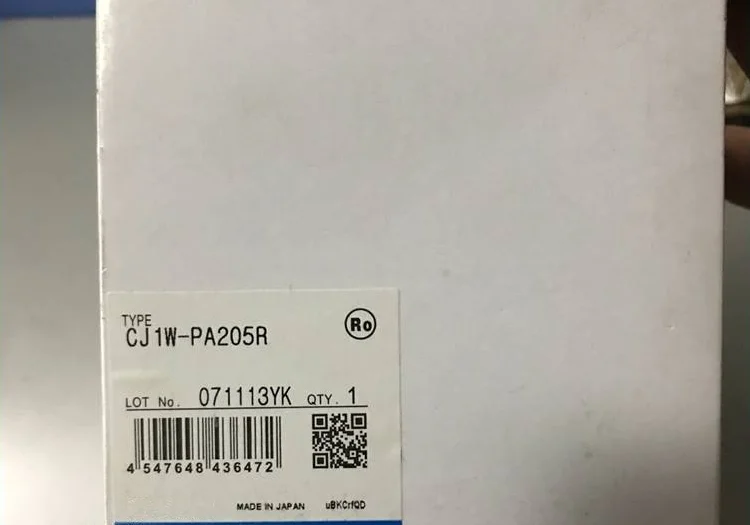 TYPE
CJ1W-PA205R
Ro
LOT No. 071113YK QTY. 1
4 547648 436472
MADE IN JAPAN uBKCrfQD